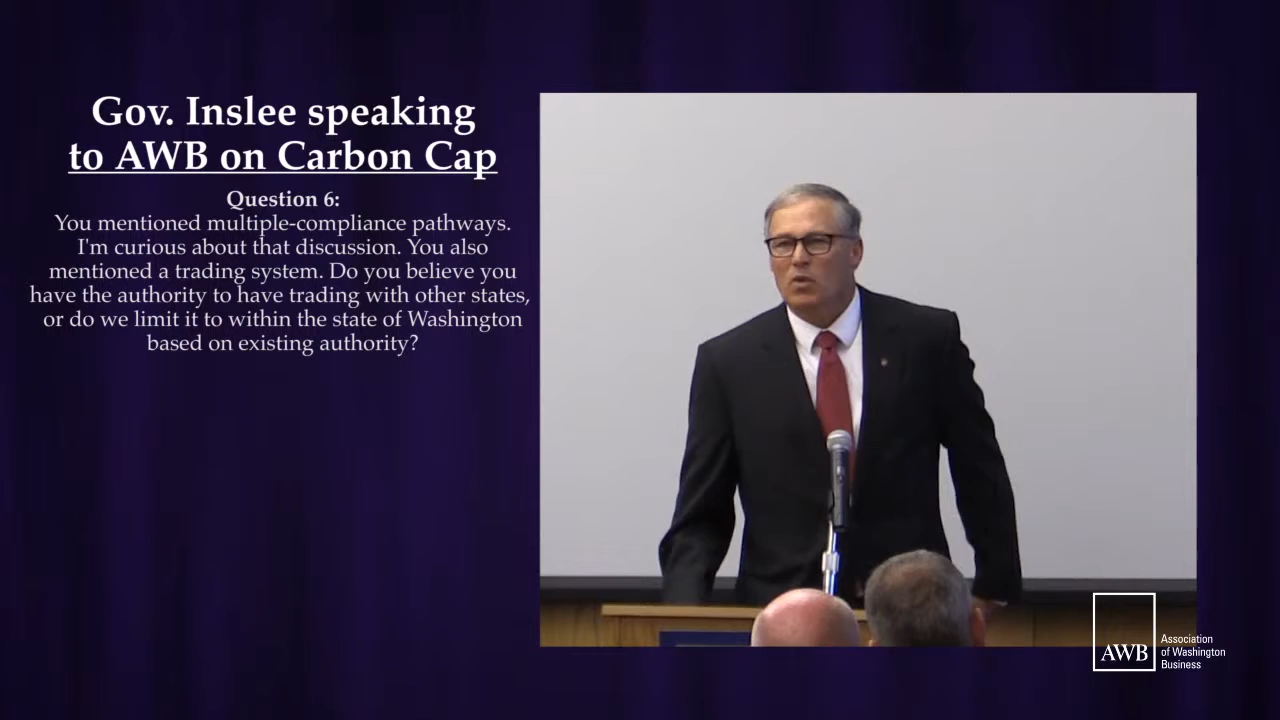 Gov. Inslee speaking
to AWB on Carbon Cap
Question 6:
You mentioned multiple-compliance pathways.
I'm curious about that discussion. You also
mentioned a trading system. Do you believe you
have the authority to have trading with other states,
or do we limit it to within the state of Washington
based on existing authority?
AWB
Association
of Washington
Business